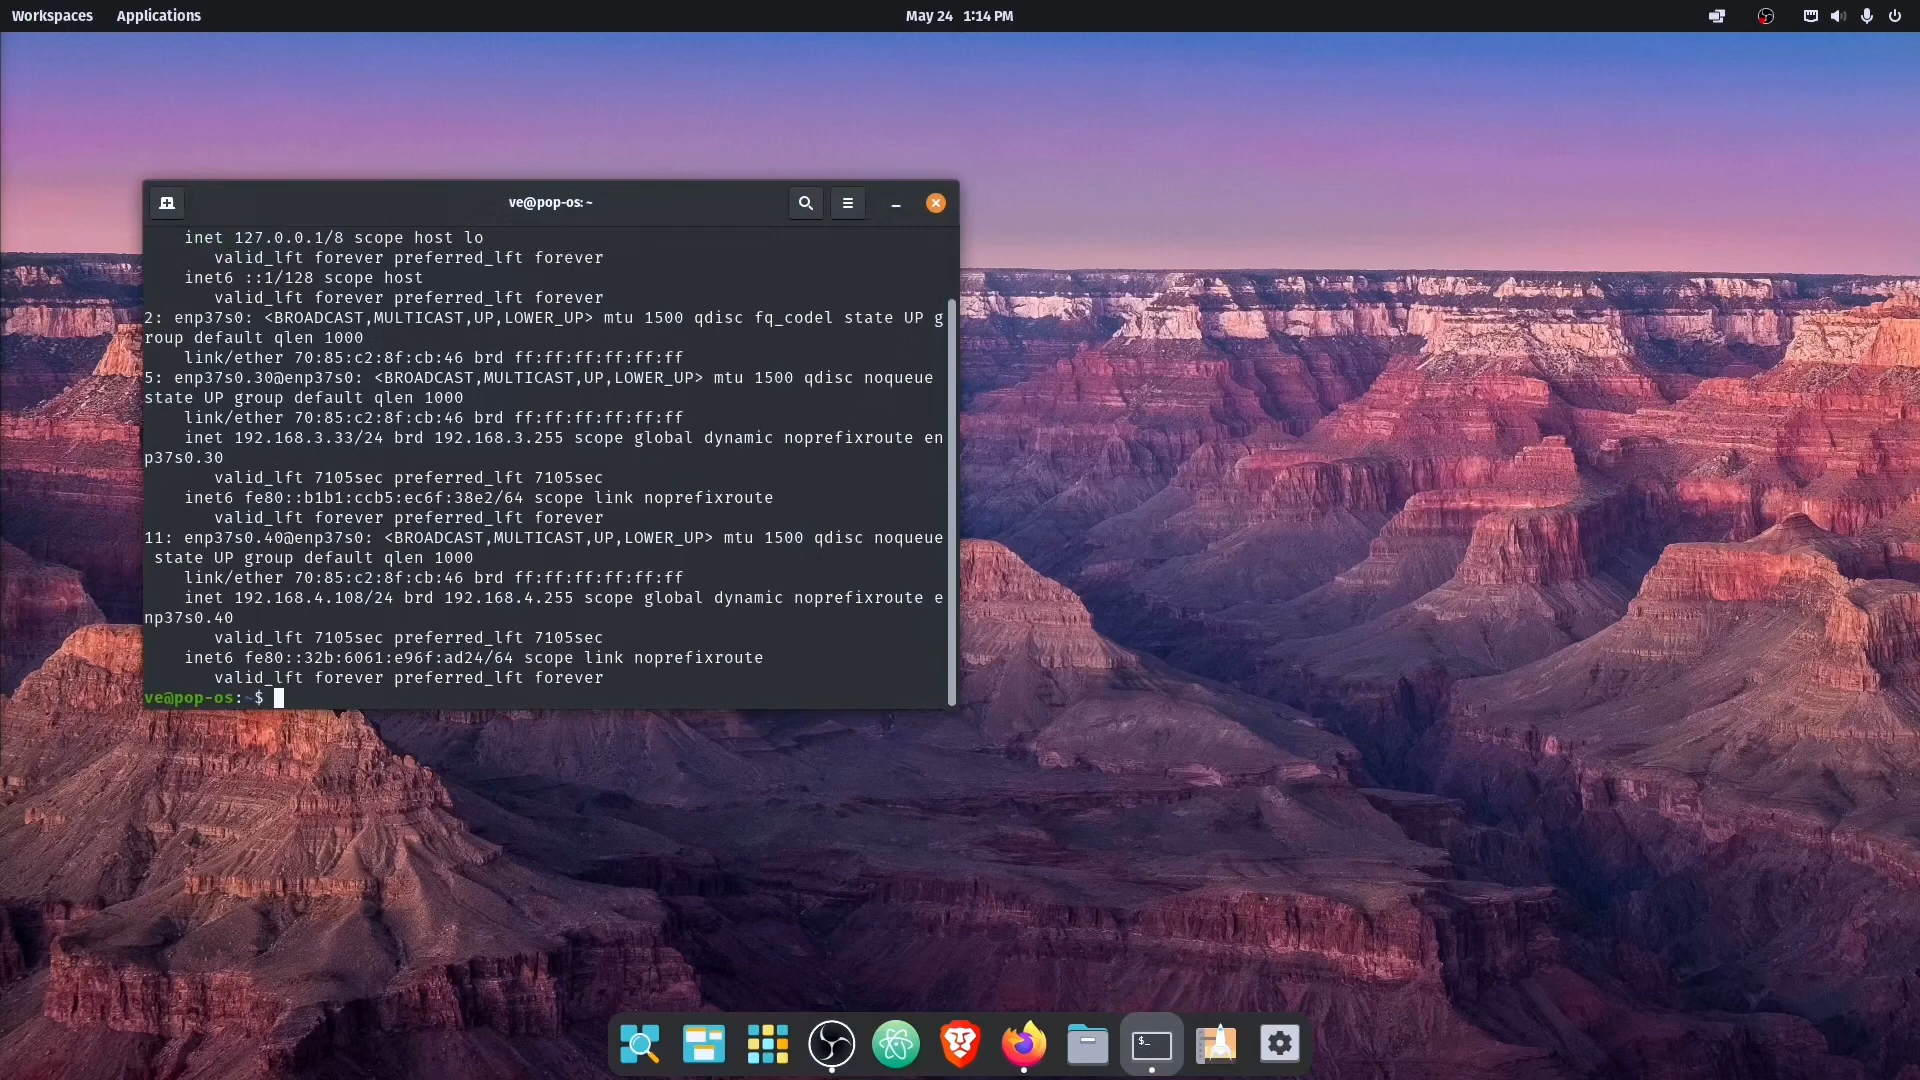 Workspaces Applications May 24 1:14 PM
ve@pop-os: ~
inet 127.0.0.1/8 scope host lo
valid_lft forever preferred_lft forever
inet6 ::1/128 scope host
valid_lft forever preferred_lft forever
2: enp37s0: <BROADCAST,MULTICAST,UP,LOWER_UP> mtu 1500 qdisc fq_codel state UP g
roup default qlen 1000
link/ether 70:85:c2:8f:cb:46 brd ff:ff:ff:ff:ff:ff
5: enp37s0.30@enp37s0: <BROADCAST,MULTICAST,UP,LOWER_UP> mtu 1500 qdisc noqueue
state UP group default qlen 1000
link/ether 70:85:c2:8f:cb:46 brd ff:ff:ff:ff:ff:ff
inet 192.168.3.33/24 brd 192.168.3.255 scope global dynamic noprefixroute en
p37s0.30
valid_lft 7105sec preferred_lft 7105sec
inet6 fe80::b1b1:ccb5:ec6f:38e2/64 scope link noprefixroute
valid_lft forever preferred_lft forever
11: enp37s0.40@enp37s0: <BROADCAST,MULTICAST,UP,LOWER_UP> mtu 1500 qdisc noqueue
state UP group default qlen 1000
link/ether 70:85:c2:8f:cb:46 brd ff:ff:ff:ff:ff:ff
inet 192.168.4.108/24 brd 192.168.4.255 scope global dynamic noprefixroute e
np37s0.40
valid_lft 7105sec preferred_lft 7105sec
inet6 fe80::32b:6061:e96f:ad24/64 scope link noprefixroute
valid_lft forever preferred_lft forever
ve@pop-os:~$
$_